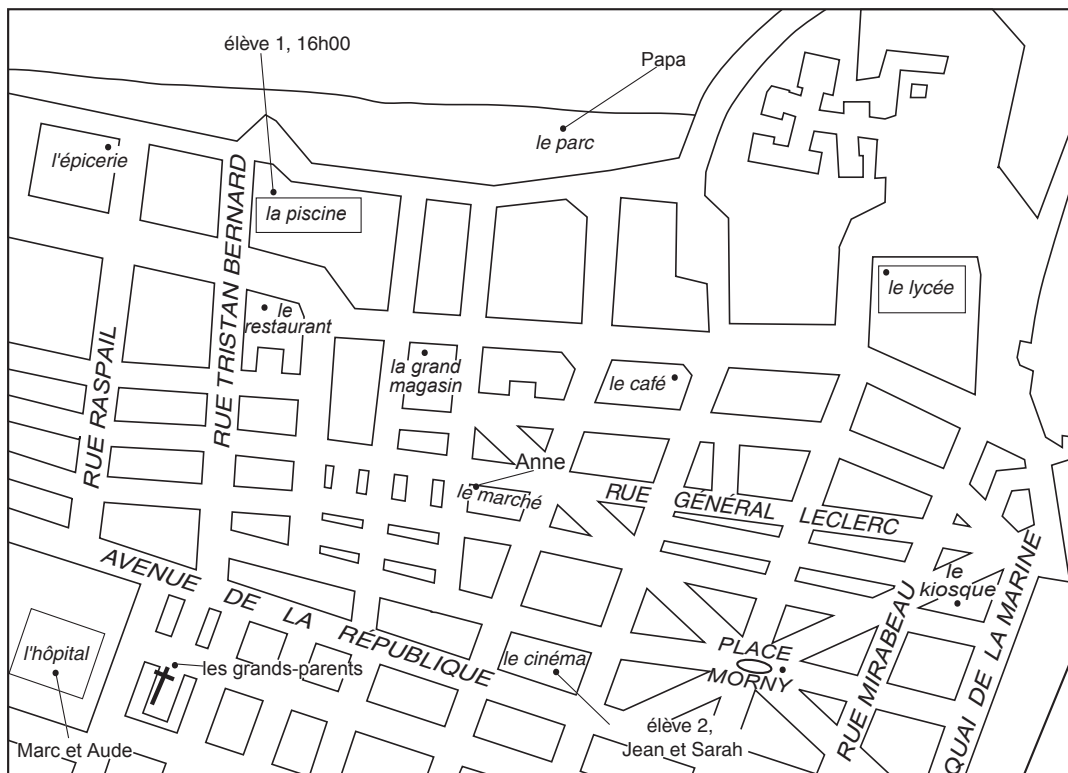 élève 1, 16h00
Papa
l'épicerie
le parc
RUE TRISTAN BERNARD
la piscine
le lycée
le
restaurant
RUE RASPAIL
la grand
magasin
le café
Anne
le marché
RUE GÉNÉRAL LECLERC
AVENUE DE LA RÉPUBLIQUE
le
kiosque
QUAI DE LA MARINE
RUE MIRABEAU
PLACE
MORNY
l'hôpital
les grands-parents
le cinéma
élève 2,
Jean et Sarah
Marc et Aude